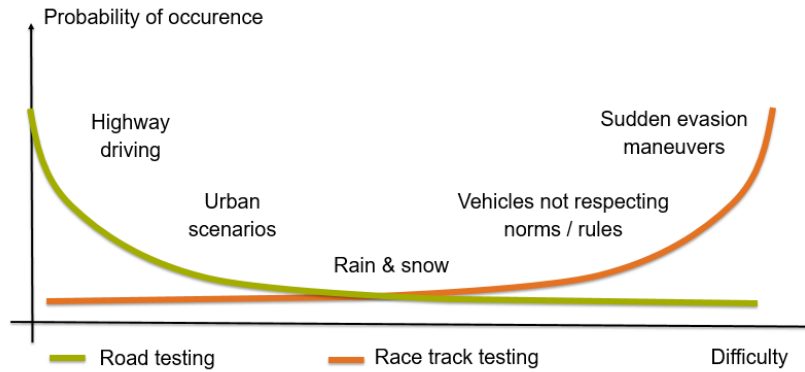 Probability of occurence
Highway
driving
Sudden evasion
maneuvers
Urban
scenarios
Vehicles not respecting
norms / rules
Rain & snow
Road testing
Race track testing
Difficulty